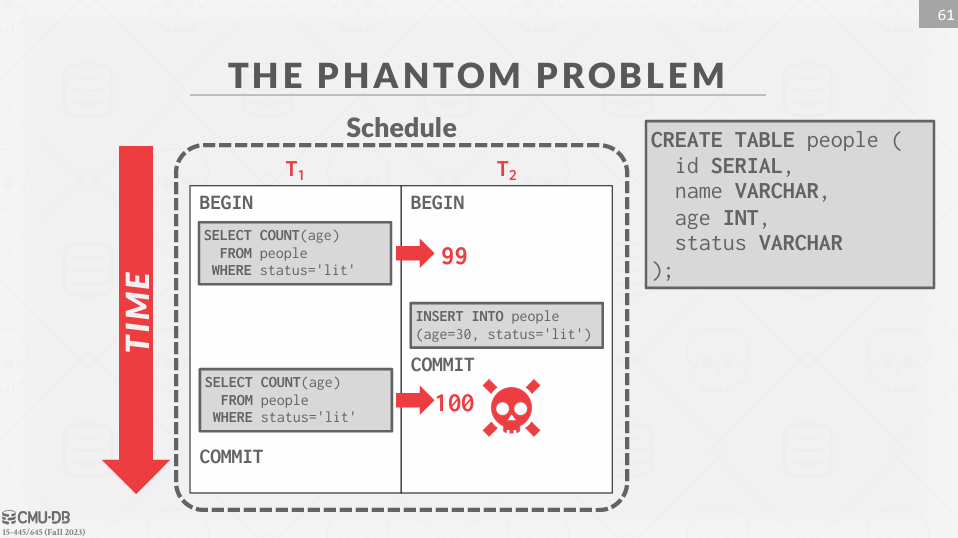 61
THE PHANTOM PROBLEM
Schedule
TIME
T₁
T₂
BEGIN
BEGIN
SELECT COUNT(age)
FROM people
WHERE status='lit'
99
INSERT INTO people
(age=30, status='lit')
COMMIT
SELECT COUNT(age)
FROM people
WHERE status='lit'
100
COMMIT
CREATE TABLE people (
id SERIAL,
name VARCHAR,
age INT,
status VARCHAR
);
CMU·DB
15-445/645 (Fall 2023)